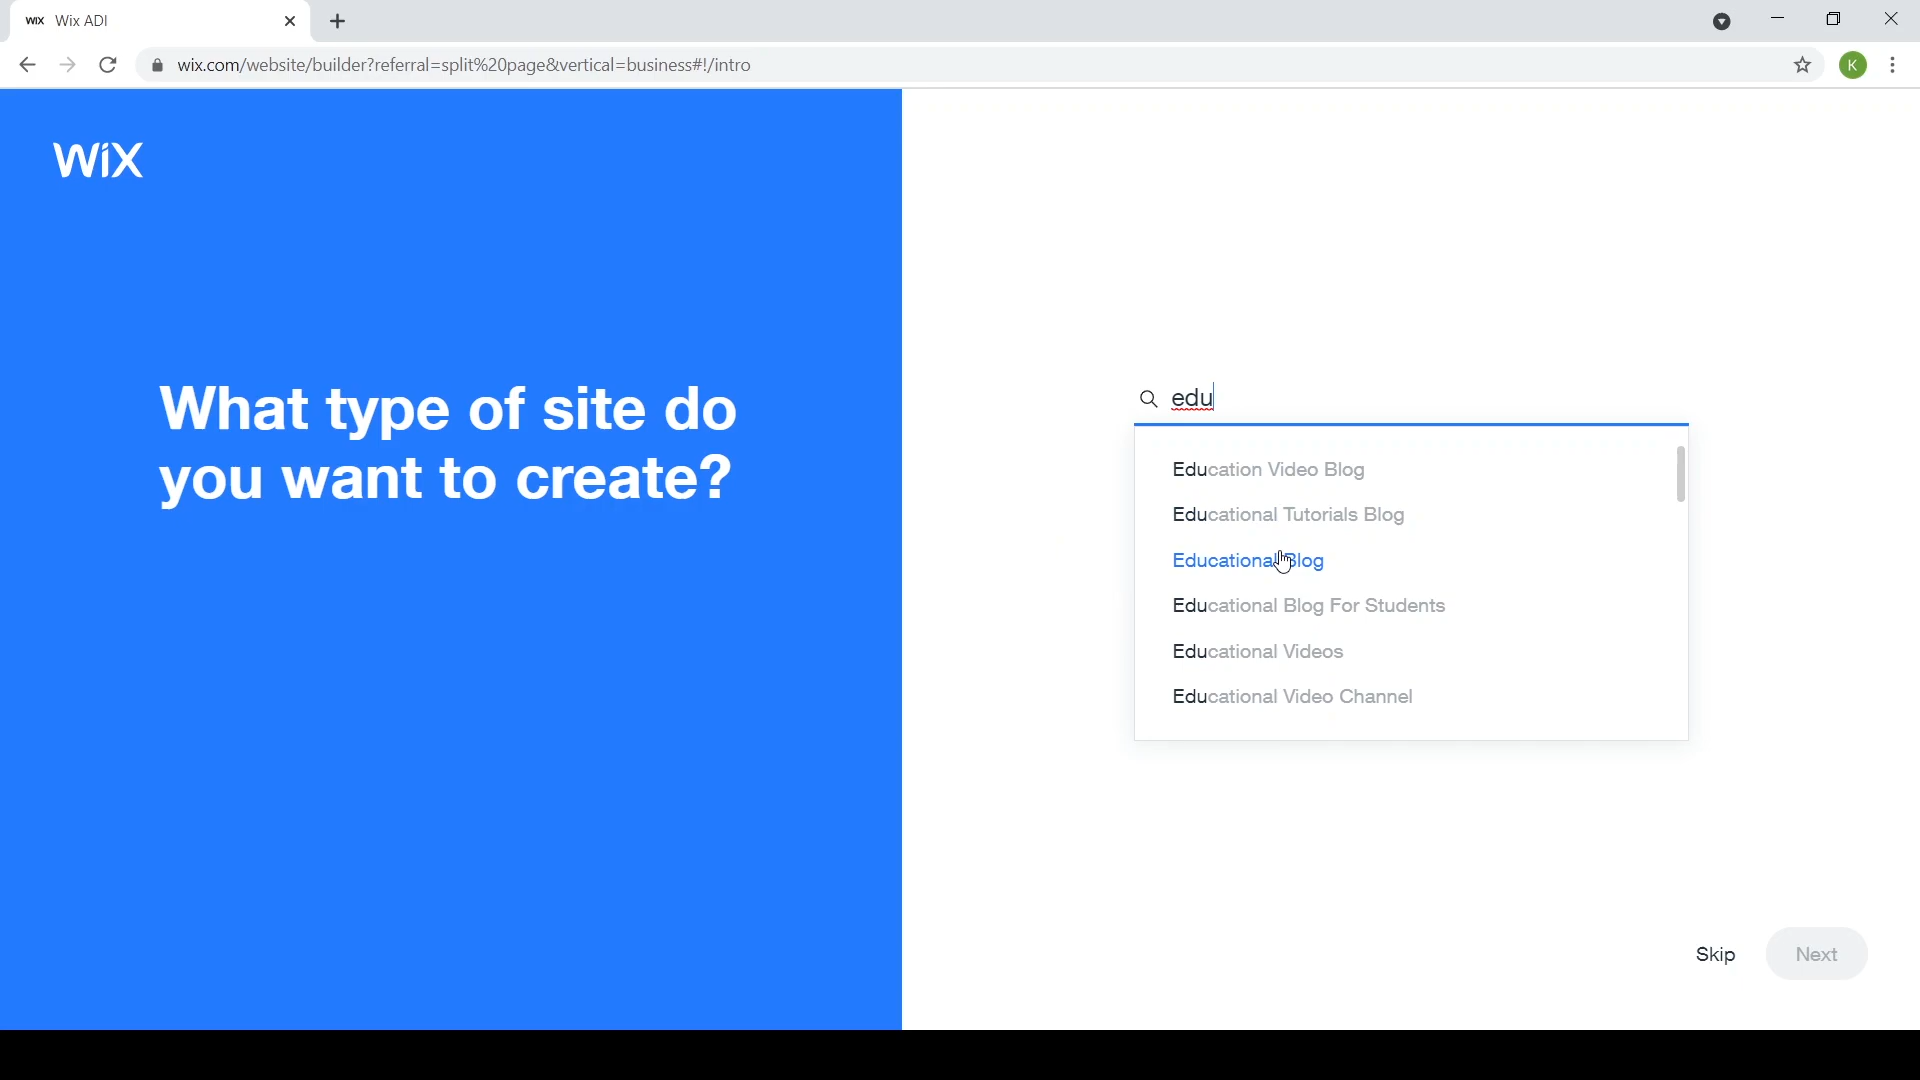 WIX Wix ADI
wix.com/website/builder?referral=split%20page&vertical=business#!/intro
K
WiX
What type of site do
you want to create?
edu
Education Video Blog
Educational Tutorials Blog
Educational Blog
Educational Blog For Students
Educational Videos
Educational Video Channel
Skip
Next